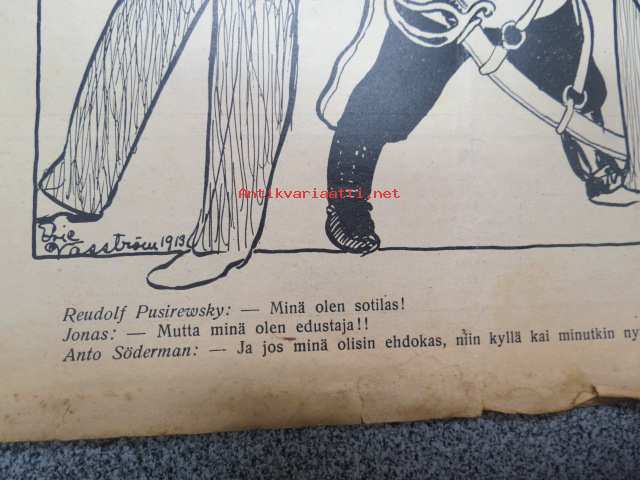 Antikvariaatti.net
Eric
Vasström 1913
Reudolf Pusirewsky: — Minä olen sotilas!
Jonas: — Mutta minä olen edustaja!!
Anto Söderman: — Ja jos minä olisin ehdokas, niin kyllä kai minutkin ny